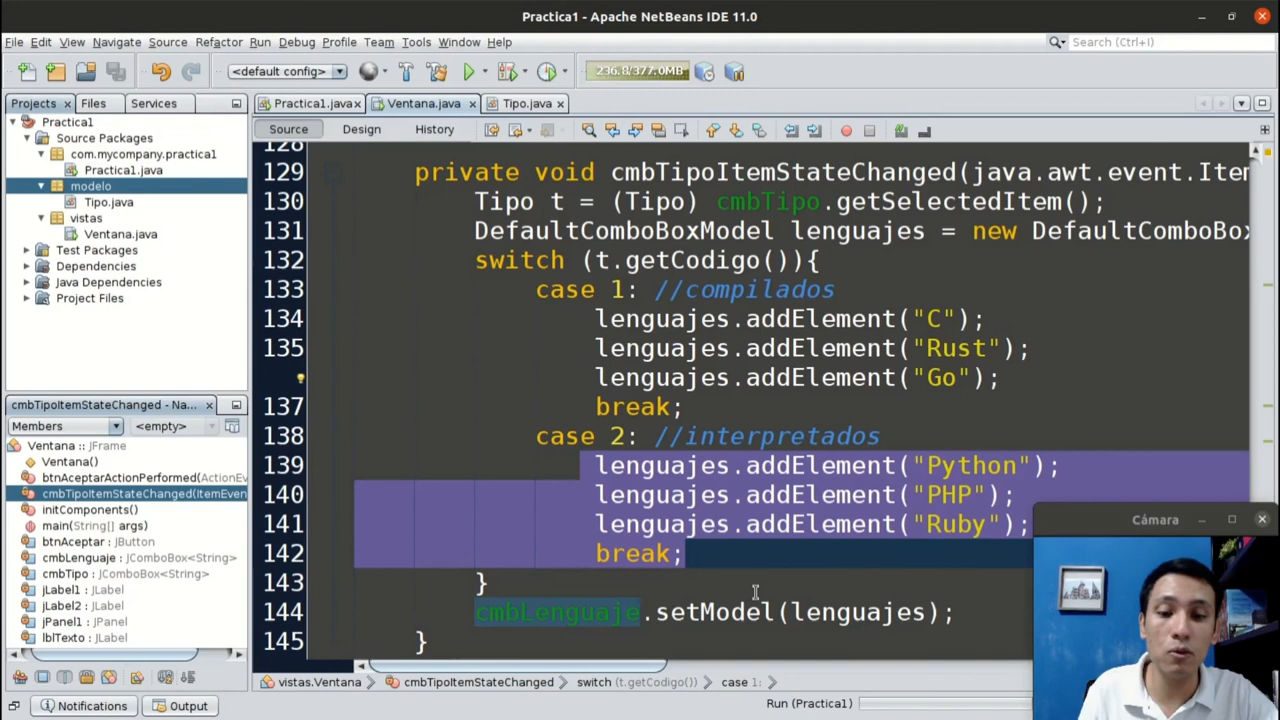 Practica1 - Apache NetBeans IDE 11.0
File Edit View Navigate Source Refactor Run Debug Profile Team Tools Window Help
Search (Ctrl+I)
<default config>
236.8/377.0MB
Projects Files Services
Practica1.java Ventana.java Tipo.java
Source Design History
Practica1
Source Packages
com.mycompany.practica1
Practica1.java
modelo
Tipo.java
vistas
Ventana.java
Test Packages
Dependencies
Java Dependencies
Project Files
cmbTipoItemStateChanged - Na...
Members <empty>
Ventana :: JFrame
Ventana()
btnAceptarActionPerformed(ActionEv
cmbTipoItemStateChanged(ItemEven
initComponents()
main(String[] args)
btnAceptar : JButton
cmbLenguaje : JComboBox<String>
cmbTipo : JComboBox<String>
jLabel1 : JLabel
jLabel2 : JLabel
jPanel1 : JPanel
lblTexto : JLabel
128
129 private void cmbTipoItemStateChanged(java.awt.event.Item
130 Tipo t = (Tipo) cmbTipo.getSelectedItem();
131 DefaultComboBoxModel lenguajes = new DefaultComboBox
132 switch (t.getCodigo()){
133 case 1: //compilados
134 lenguajes.addElement("C");
135 lenguajes.addElement("Rust");
lenguajes.addElement("Go");
137 break;
138 case 2: //interpretados
139 lenguajes.addElement("Python");
140 lenguajes.addElement("PHP");
141 lenguajes.addElement("Ruby");
142 break;
143 }
144 cmbLenguaje.setModel(lenguajes);
145 }
Cámara
vistas.Ventana cmbTipoItemStateChanged switch (t.getCodigo()) case 1:
Notifications Output
Run (Practica1)